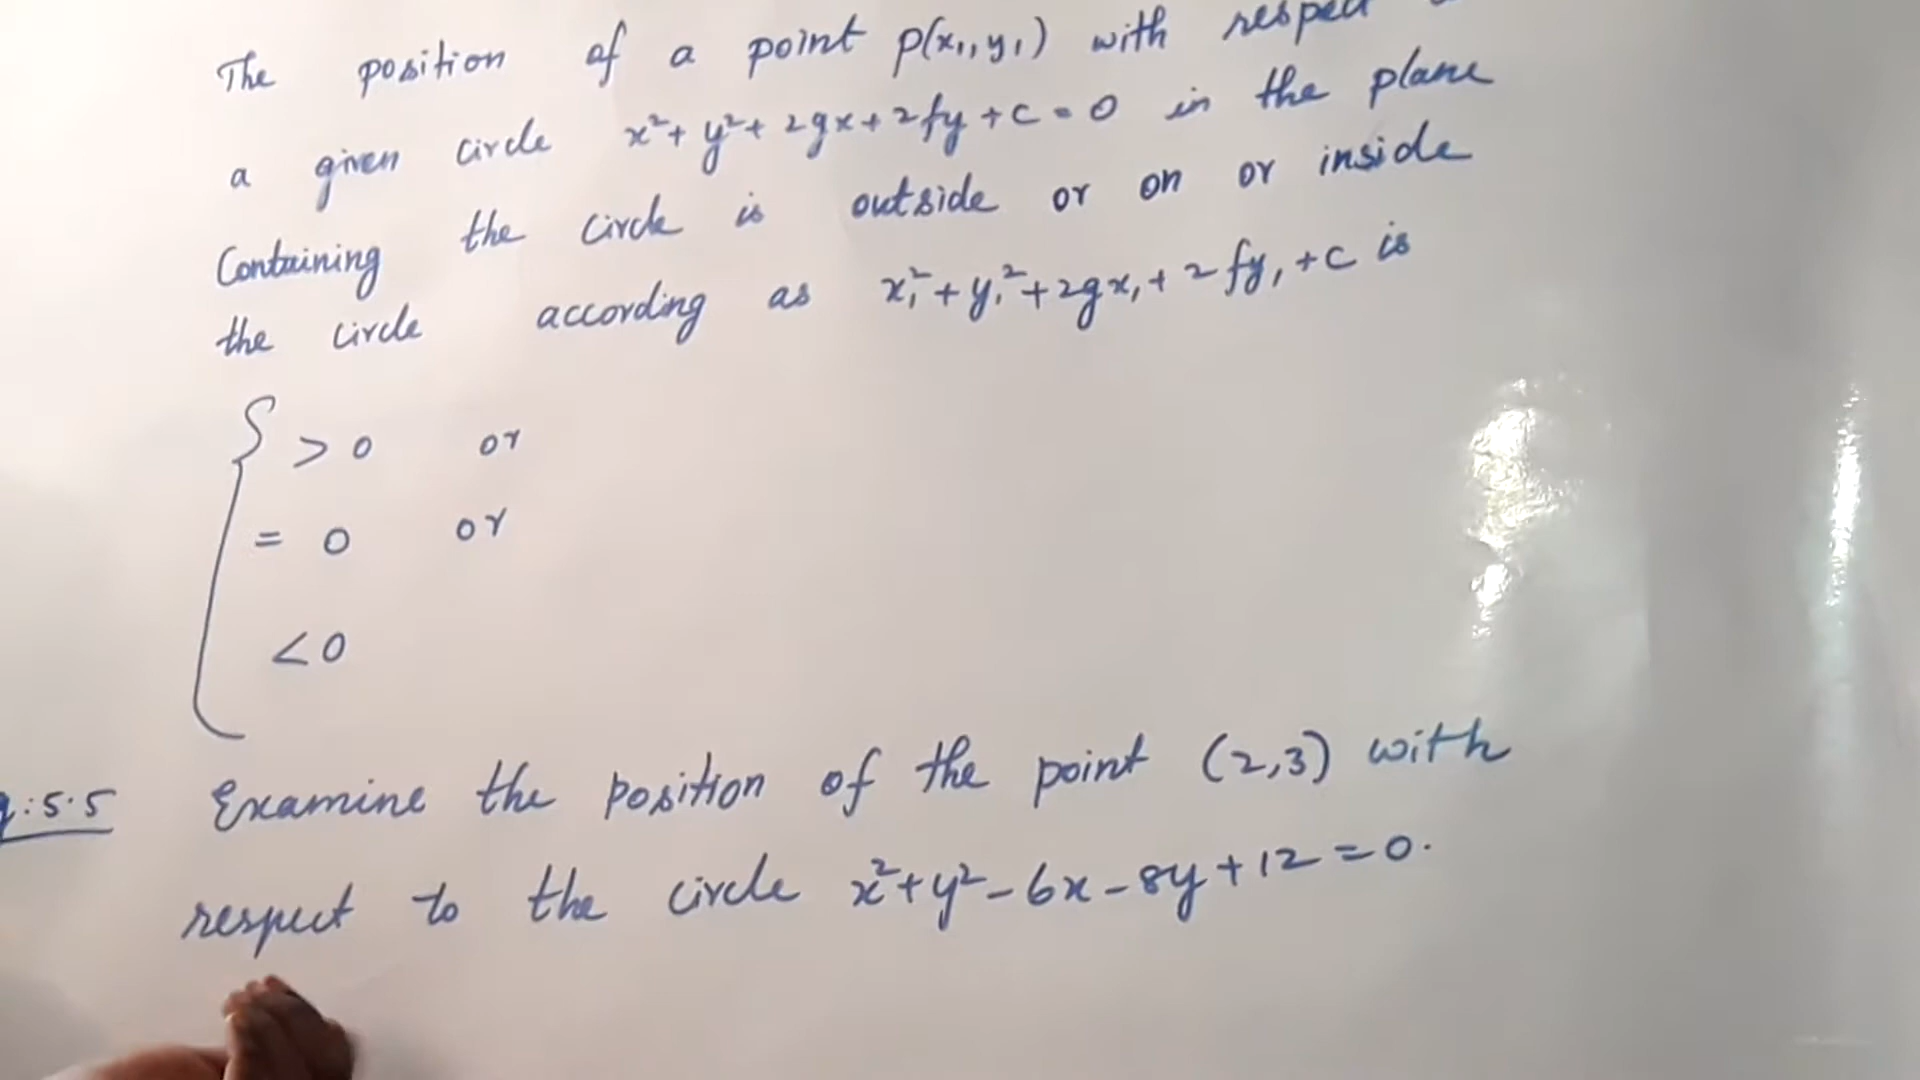 The position of a point P(x₁, y₁) with respect
a given circle x²+ y²+ 2gx+2fy +c=0 in the plane
Containing the circle is outside or on or inside
the circle according as x₁²+y₁²+2gx₁+2fy₁+c is
{ > 0 or
= 0 or
<0
:5.5 Examine the position of the point (2,3) with
respect to the circle x²+y²-6x-8y+12=0.